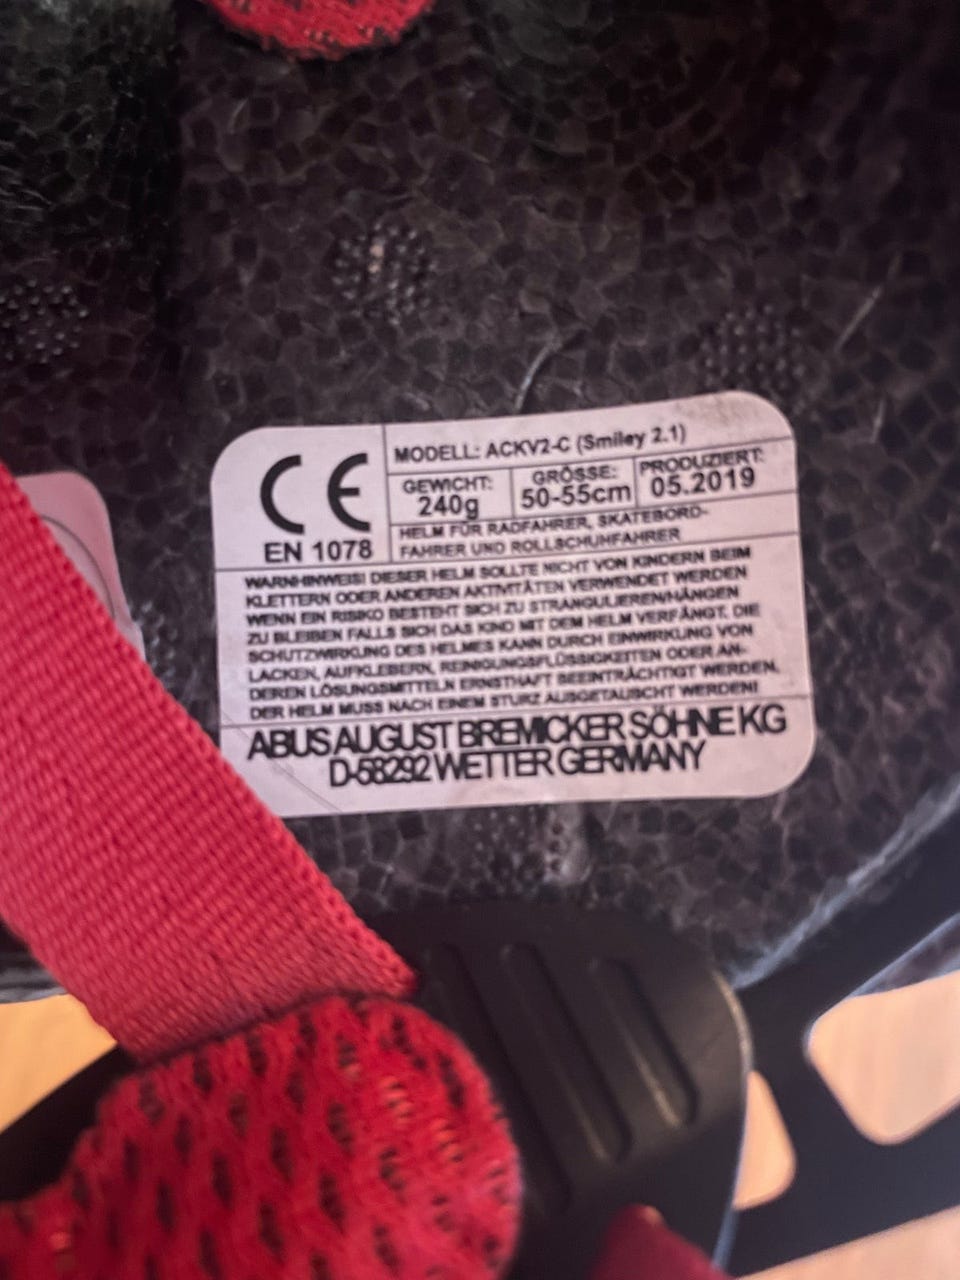 CE
EN 1078
MODELL: ACKV2-C (Smiley 2.1)
GEWICHT:
240g
GRÖSSE:
50-55cm
PRODUZIERT:
05.2019
HELM FÜR RADFAHRER, SKATEBORD-
FAHRER UND ROLLSCHUHFAHRER
WARNHINWEIS! DIESER HELM SOLLTE NICHT VON KINDERN BEIM
KLETTERN ODER ANDEREN AKTIVITÄTEN VERWENDET WERDEN
WENN EIN RISIKO BESTEHT SICH ZU STRANGULIEREN/HÄNGEN
ZU BLEIBEN FALLS SICH DAS KIND MIT DEM HELM VERFÄNGT. DIE
SCHUTZWIRKUNG DES HELMES KANN DURCH EINWIRKUNG VON
LACKEN, AUFKLEBERN, REINIGUNGSFLÜSSIGKEITEN ODER AN-
DEREN LÖSUNGSMITTELN ERNSTHAFT BEEINTRÄCHTIGT WERDEN.
DER HELM MUSS NACH EINEM STURZ AUSGETAUSCHT WERDEN!
ABUS AUGUST BREMICKER SÖHNE KG
D-58292 WETTER GERMANY